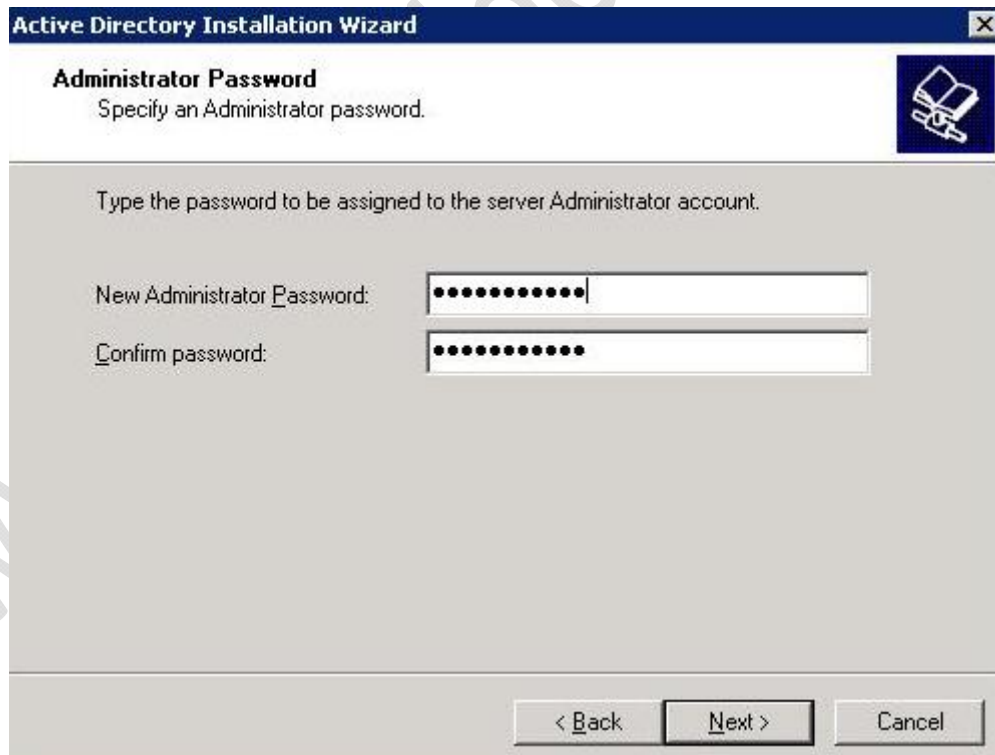 Active Directory Installation Wizard
Administrator Password
Specify an Administrator password.
Type the password to be assigned to the server Administrator account.
New Administrator Password: ●●●●●●●●●●●
Confirm password: ●●●●●●●●●●●
< Back Next > Cancel